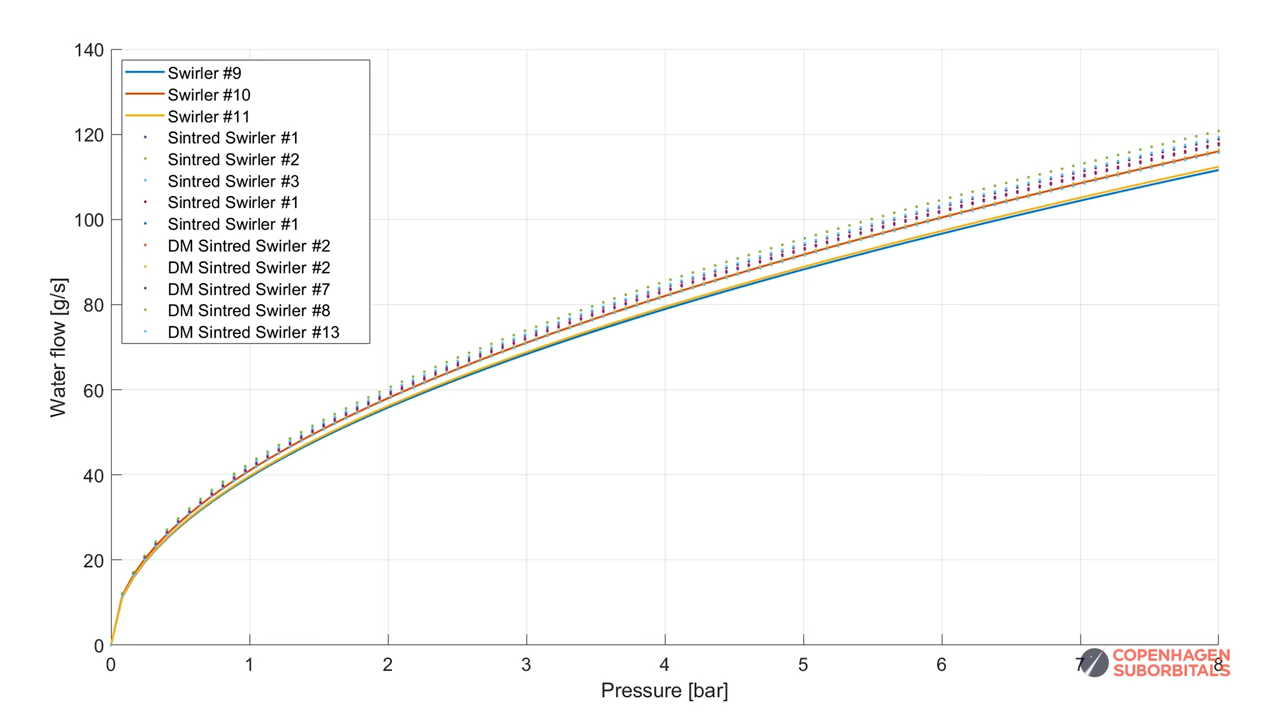 140
120
100
80
60
40
20
0
Water flow [g/s]
Swirler #9
Swirler #10
Swirler #11
Sintred Swirler #1
Sintred Swirler #2
Sintred Swirler #3
Sintred Swirler #1
Sintred Swirler #1
DM Sintred Swirler #2
DM Sintred Swirler #2
DM Sintred Swirler #7
DM Sintred Swirler #8
DM Sintred Swirler #13
0 1 2 3 4 5 6 7 8
Pressure [bar]
COPENHAGEN
SUBORBITALS